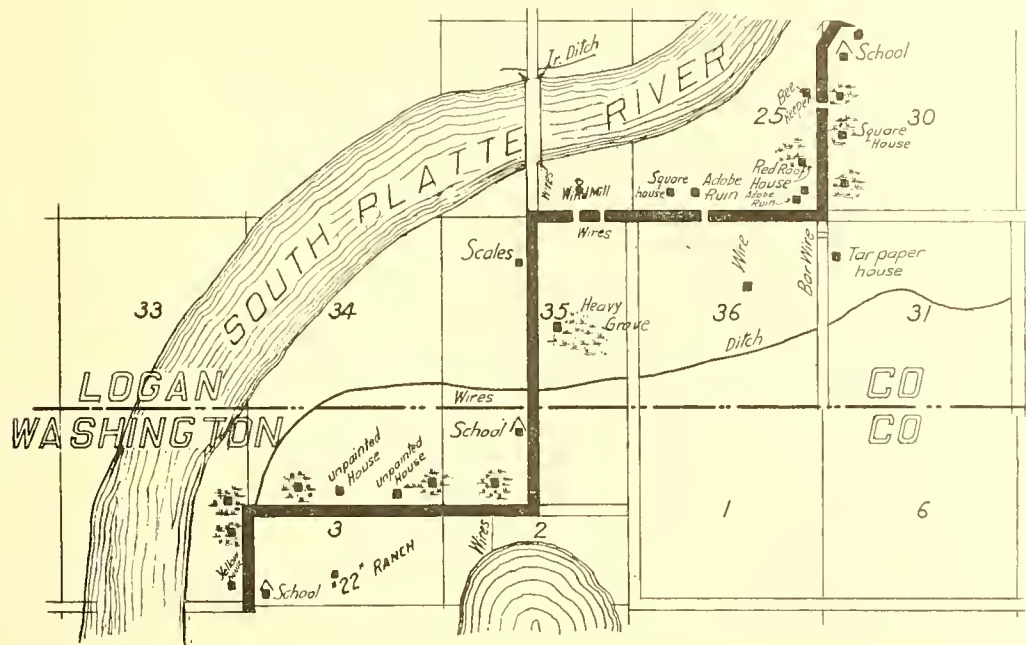 Ir. Ditch
School
SOUTH PLATTE RIVER
Bee
Keeper
25
30
Square
House
Red Roof
House
Adobe
Ruin
Wires
Wind Mill
Square
house
Adobe
Ruin
Wires
Scales
Wire
Bar Wire
Tar paper
house
33
34
35
Heavy
Grove
36
31
Ditch
LOGAN
CO
Wires
WASHINGTON
CO
School
unpainted
House
unpainted
House
3
2
1
6
Wires
Yellow
House
School
"22" RANCH